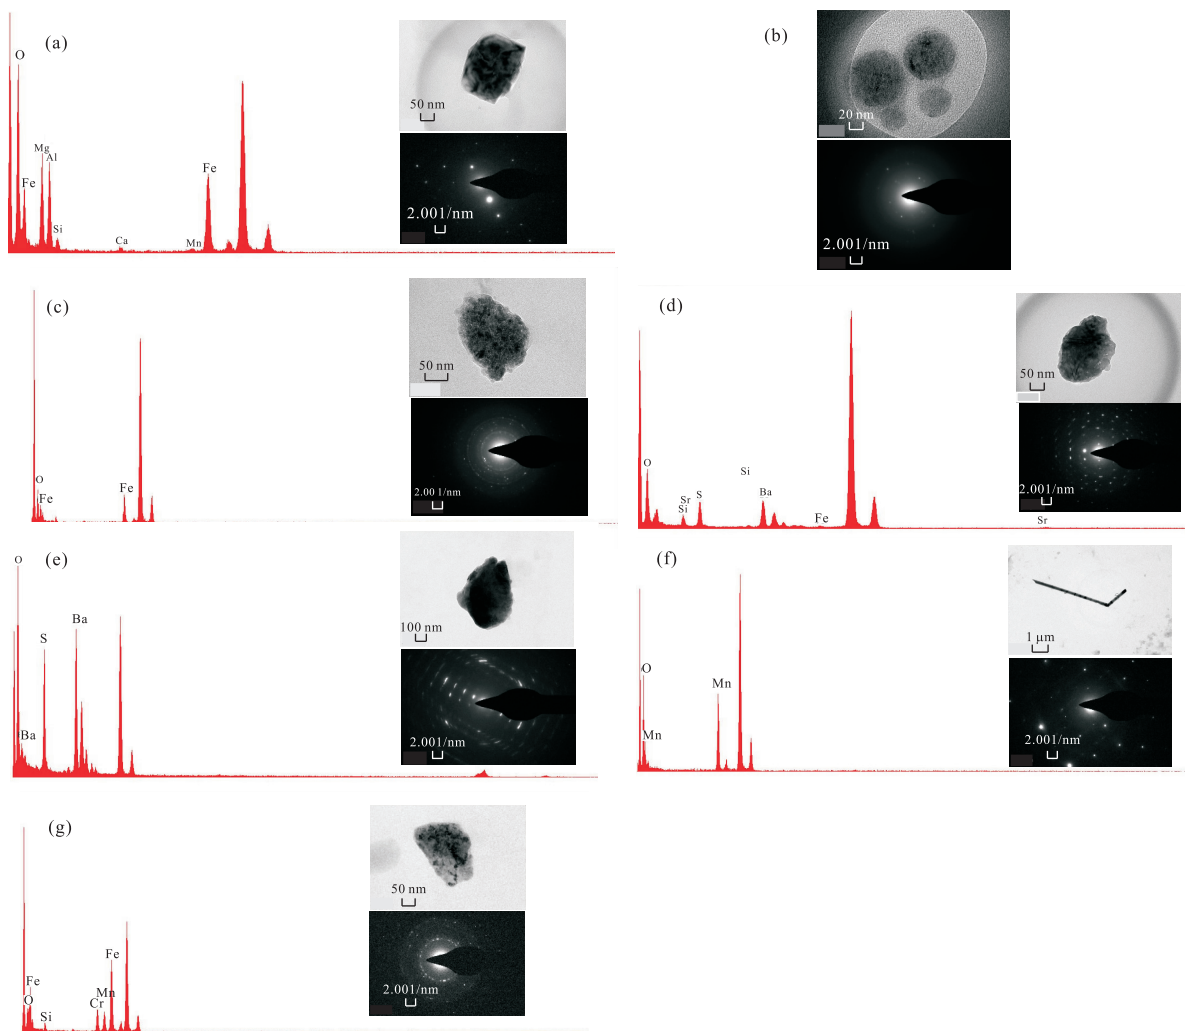 (a)
O
Mg
Al
Fe
Si
Ca
Mn
Fe
50 nm
2.001/nm
(b)
20 nm
2.001/nm
(c)
O
Fe
Fe
50 nm
2.00 1/nm
(d)
O
Sr
Si
S
Si
Ba
Fe
Sr
50 nm
2.001/nm
(e)
O
S
Ba
Ba
100 nm
2.001/nm
(f)
O
Mn
Mn
1 μm
2.001/nm
(g)
Fe
O
Si
Cr
Mn
Fe
50 nm
2.001/nm